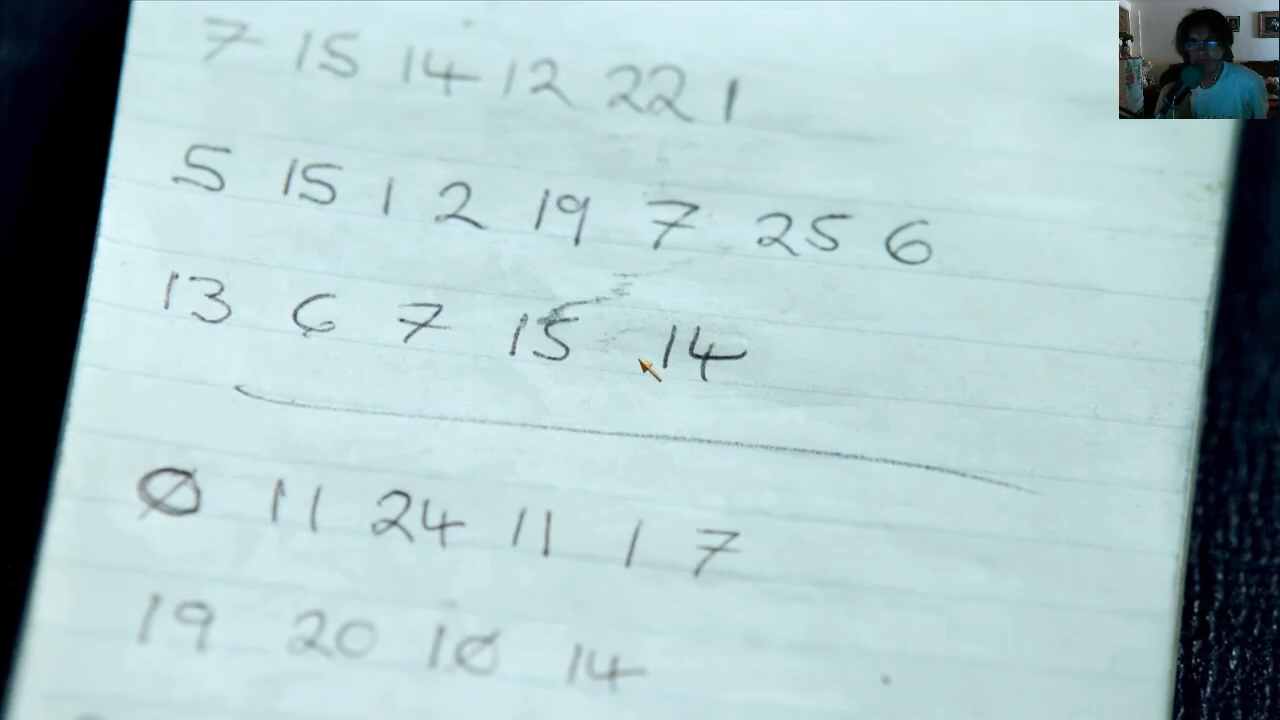 7 15 14 12 22 1
5 15 1 2 19 7 25 6
13 6 7 15 14
Ø 11 24 11 1 7
19 20 10 14